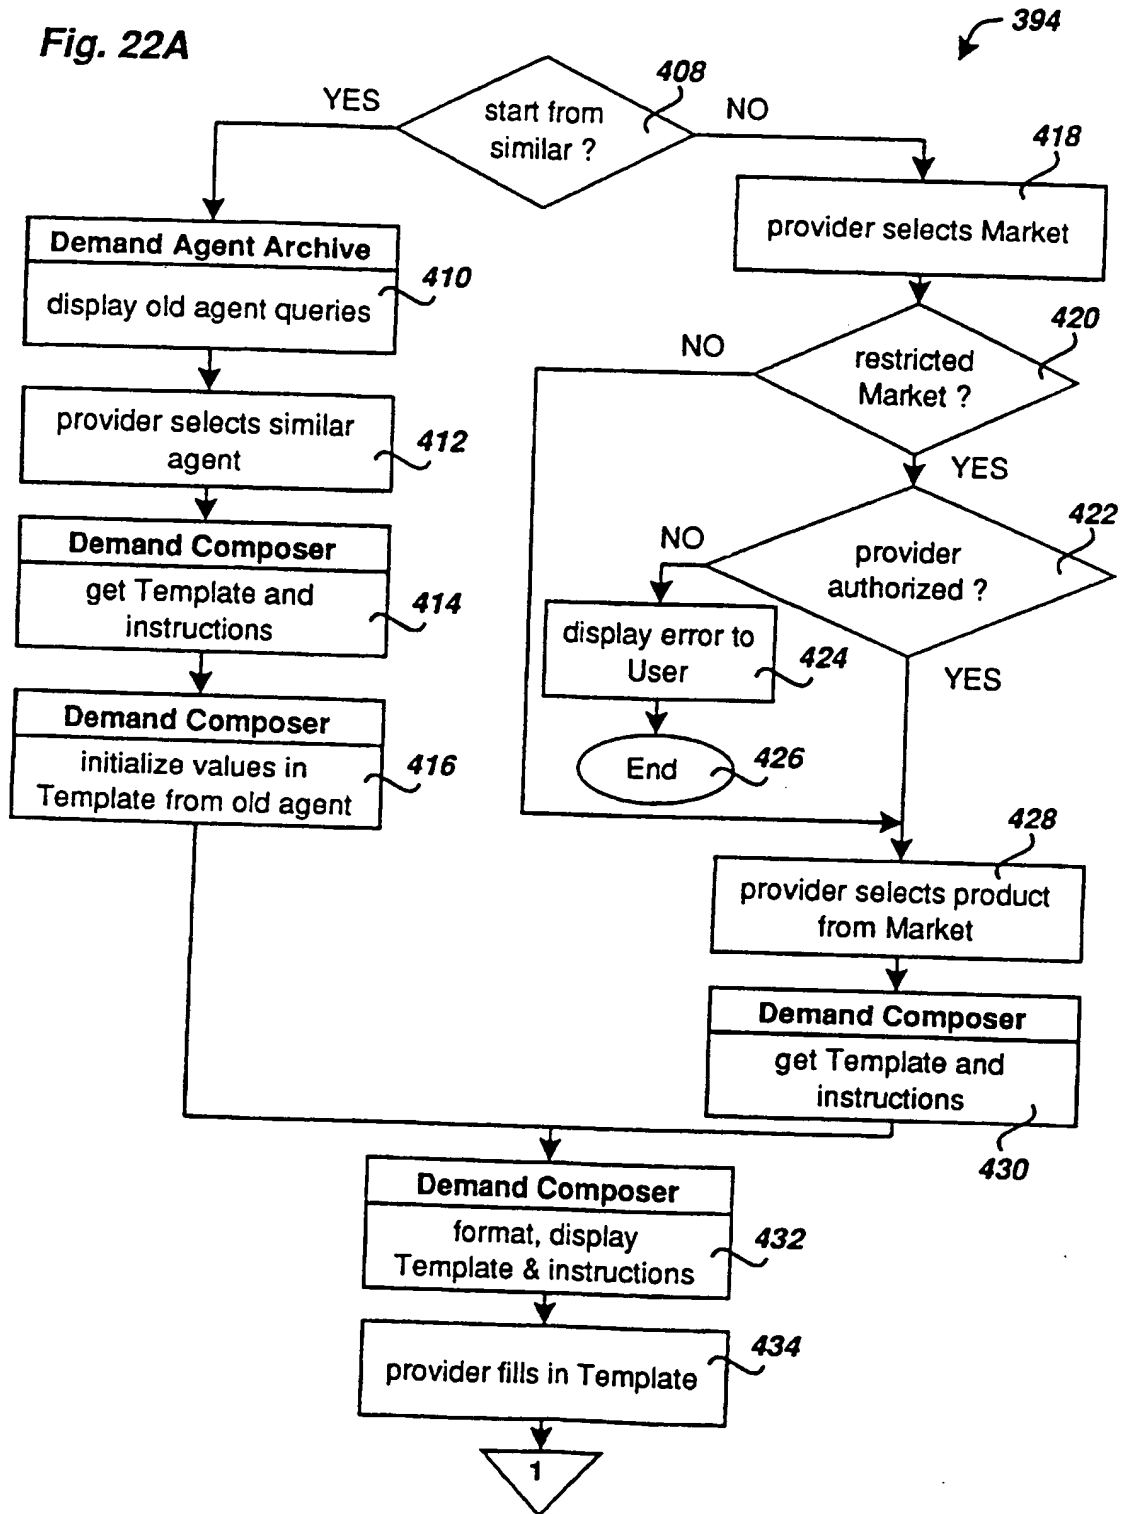 Fig. 22A
394
408
YES
start from
similar ?
NO
418
provider selects Market
Demand Agent Archive
display old agent queries
410
420
NO
restricted
Market ?
YES
provider selects similar
agent
412
422
NO
provider
authorized ?
YES
Demand Composer
get Template and
instructions
414
display error to
User
424
End
426
Demand Composer
initialize values in
Template from old agent
416
428
provider selects product
from Market
Demand Composer
get Template and
instructions
430
Demand Composer
format, display
Template & instructions
432
provider fills in Template
434
1